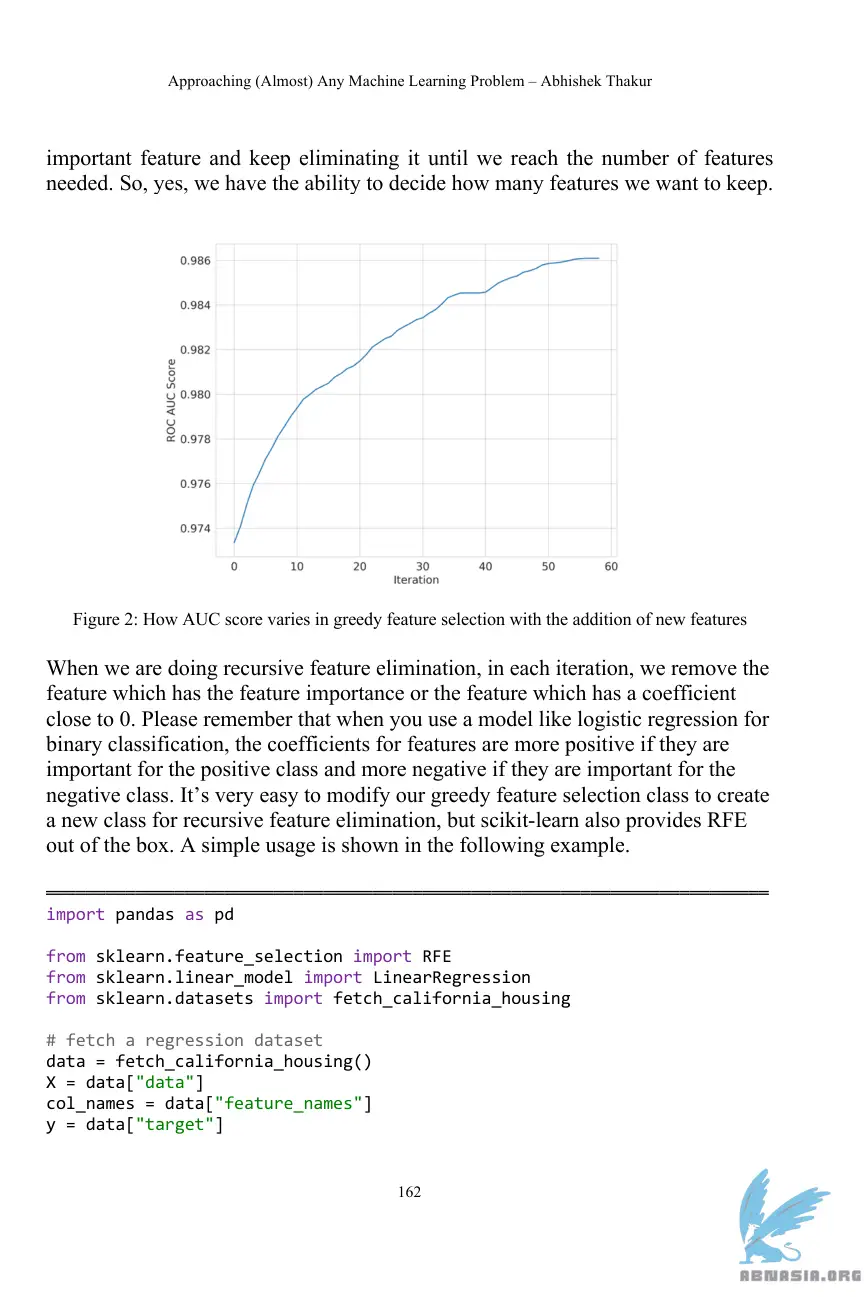 Approaching (Almost) Any Machine Learning Problem – Abhishek Thakur
important feature and keep eliminating it until we reach the number of features
needed. So, yes, we have the ability to decide how many features we want to keep.
0.986
0.984
0.982
0.980
0.978
0.976
0.974
ROC AUC Score
0 10 20 30 40 50 60
Iteration
Figure 2: How AUC score varies in greedy feature selection with the addition of new features
When we are doing recursive feature elimination, in each iteration, we remove the
feature which has the feature importance or the feature which has a coefficient
close to 0. Please remember that when you use a model like logistic regression for
binary classification, the coefficients for features are more positive if they are
important for the positive class and more negative if they are important for the
negative class. It’s very easy to modify our greedy feature selection class to create
a new class for recursive feature elimination, but scikit-learn also provides RFE
out of the box. A simple usage is shown in the following example.
import pandas as pd
from sklearn.feature_selection import RFE
from sklearn.linear_model import LinearRegression
from sklearn.datasets import fetch_california_housing
# fetch a regression dataset
data = fetch_california_housing()
X = data["data"]
col_names = data["feature_names"]
y = data["target"]
162
ABNASIA.ORG